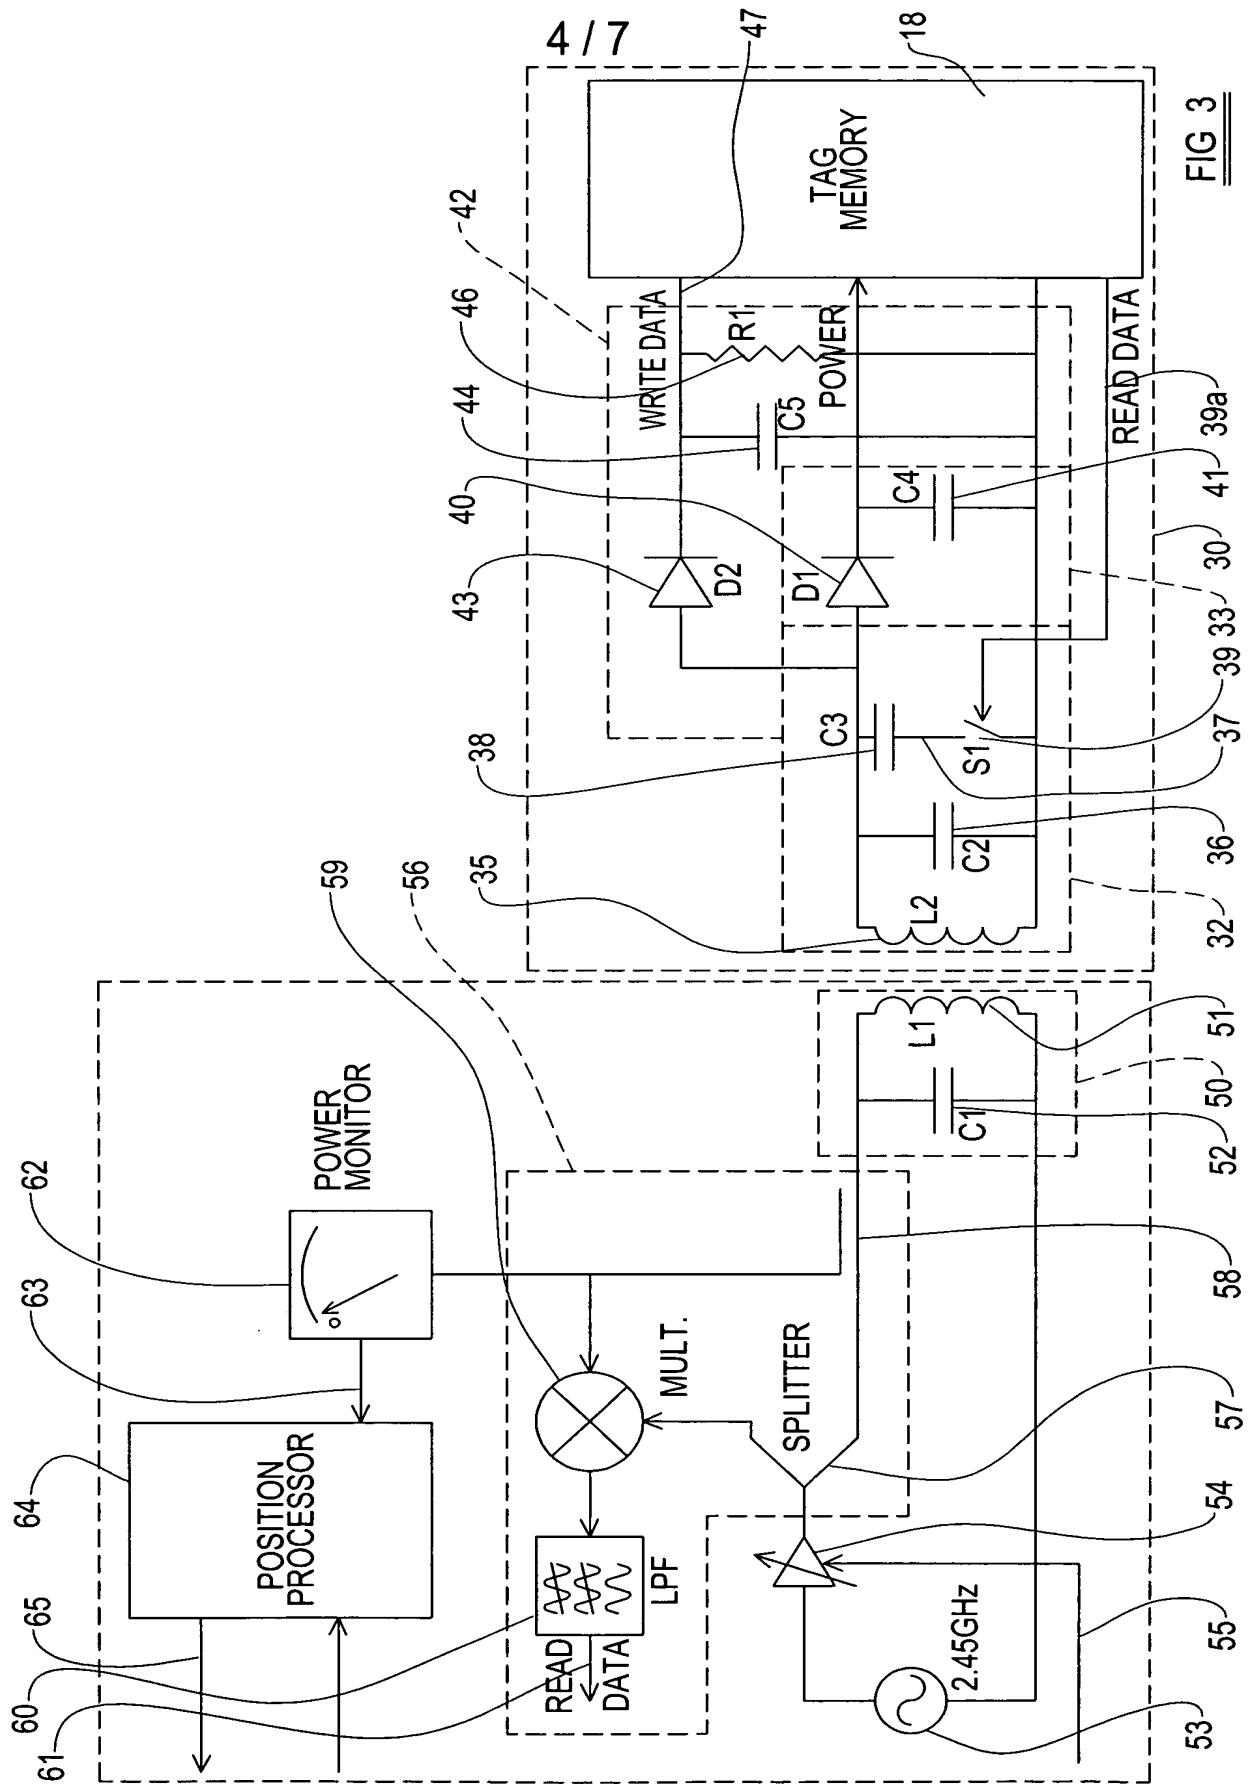 4 / 7
47
18
42
46
44
40
43
WRITE DATA
R1
TAG
MEMORY
C5
POWER
D2
D1
C4
READ DATA
39a
41
30
33
39
37
38
C3
S1
35
L2
C2
36
32
FIG 3
59
56
62
63
64
65
60
61
POWER
MONITOR
POSITION
PROCESSOR
MULT.
SPLITTER
LPF
READ
DATA
L1
C1
51
50
52
58
57
54
2.45GHz
55
53